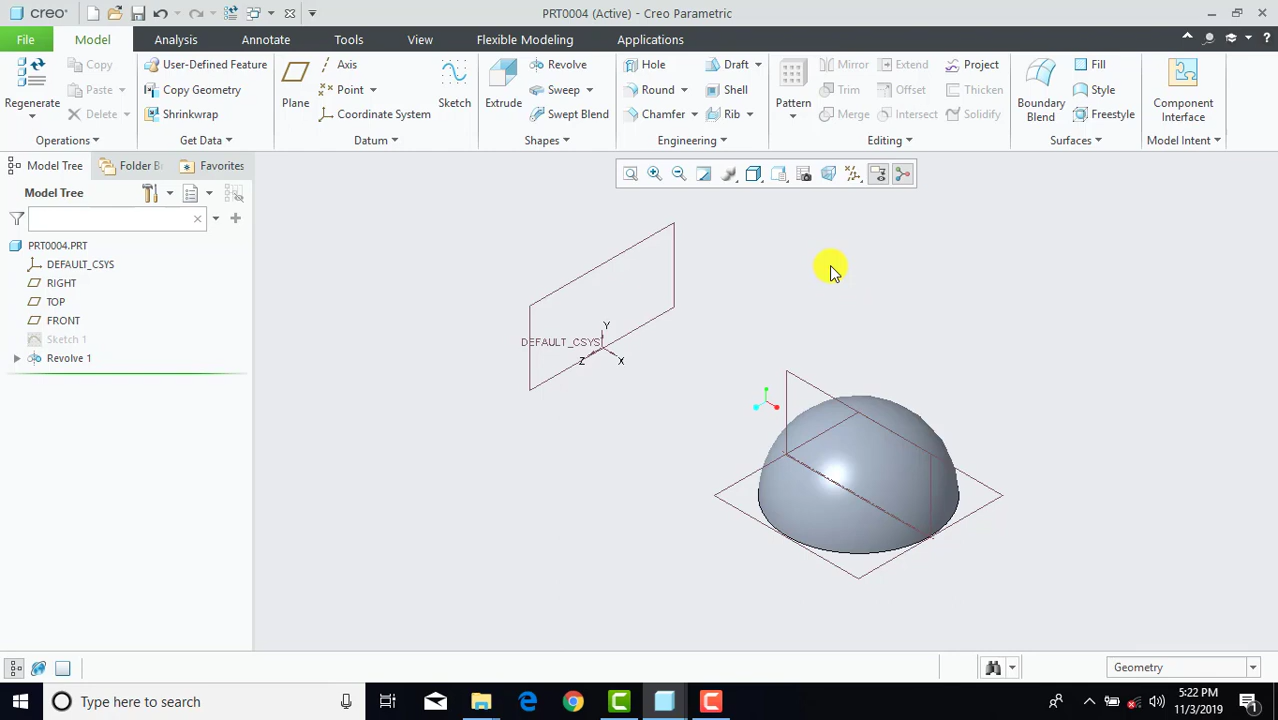 creo
PRT0004 (Active) - Creo Parametric
File Model Analysis Annotate Tools View Flexible Modeling Applications
Regenerate
Copy
Paste
Delete
Operations
User-Defined Feature
Copy Geometry
Shrinkwrap
Get Data
Plane
Axis
Point
Coordinate System
Sketch
Datum
Extrude
Revolve
Sweep
Swept Blend
Shapes
Hole
Round
Chamfer
Draft
Shell
Rib
Engineering
Pattern
Mirror
Trim
Merge
Extend
Offset
Intersect
Project
Thicken
Solidify
Editing
Boundary
Blend
Fill
Style
Freestyle
Surfaces
Component
Interface
Model Intent
Model Tree
Folder B
Favorites
Model Tree
PRT0004.PRT
DEFAULT_CSYS
RIGHT
TOP
FRONT
Sketch 1
Revolve 1
Y
DEFAULT_CSYS
Z
X
Geometry
Type here to search
5:22 PM
11/3/2019
1